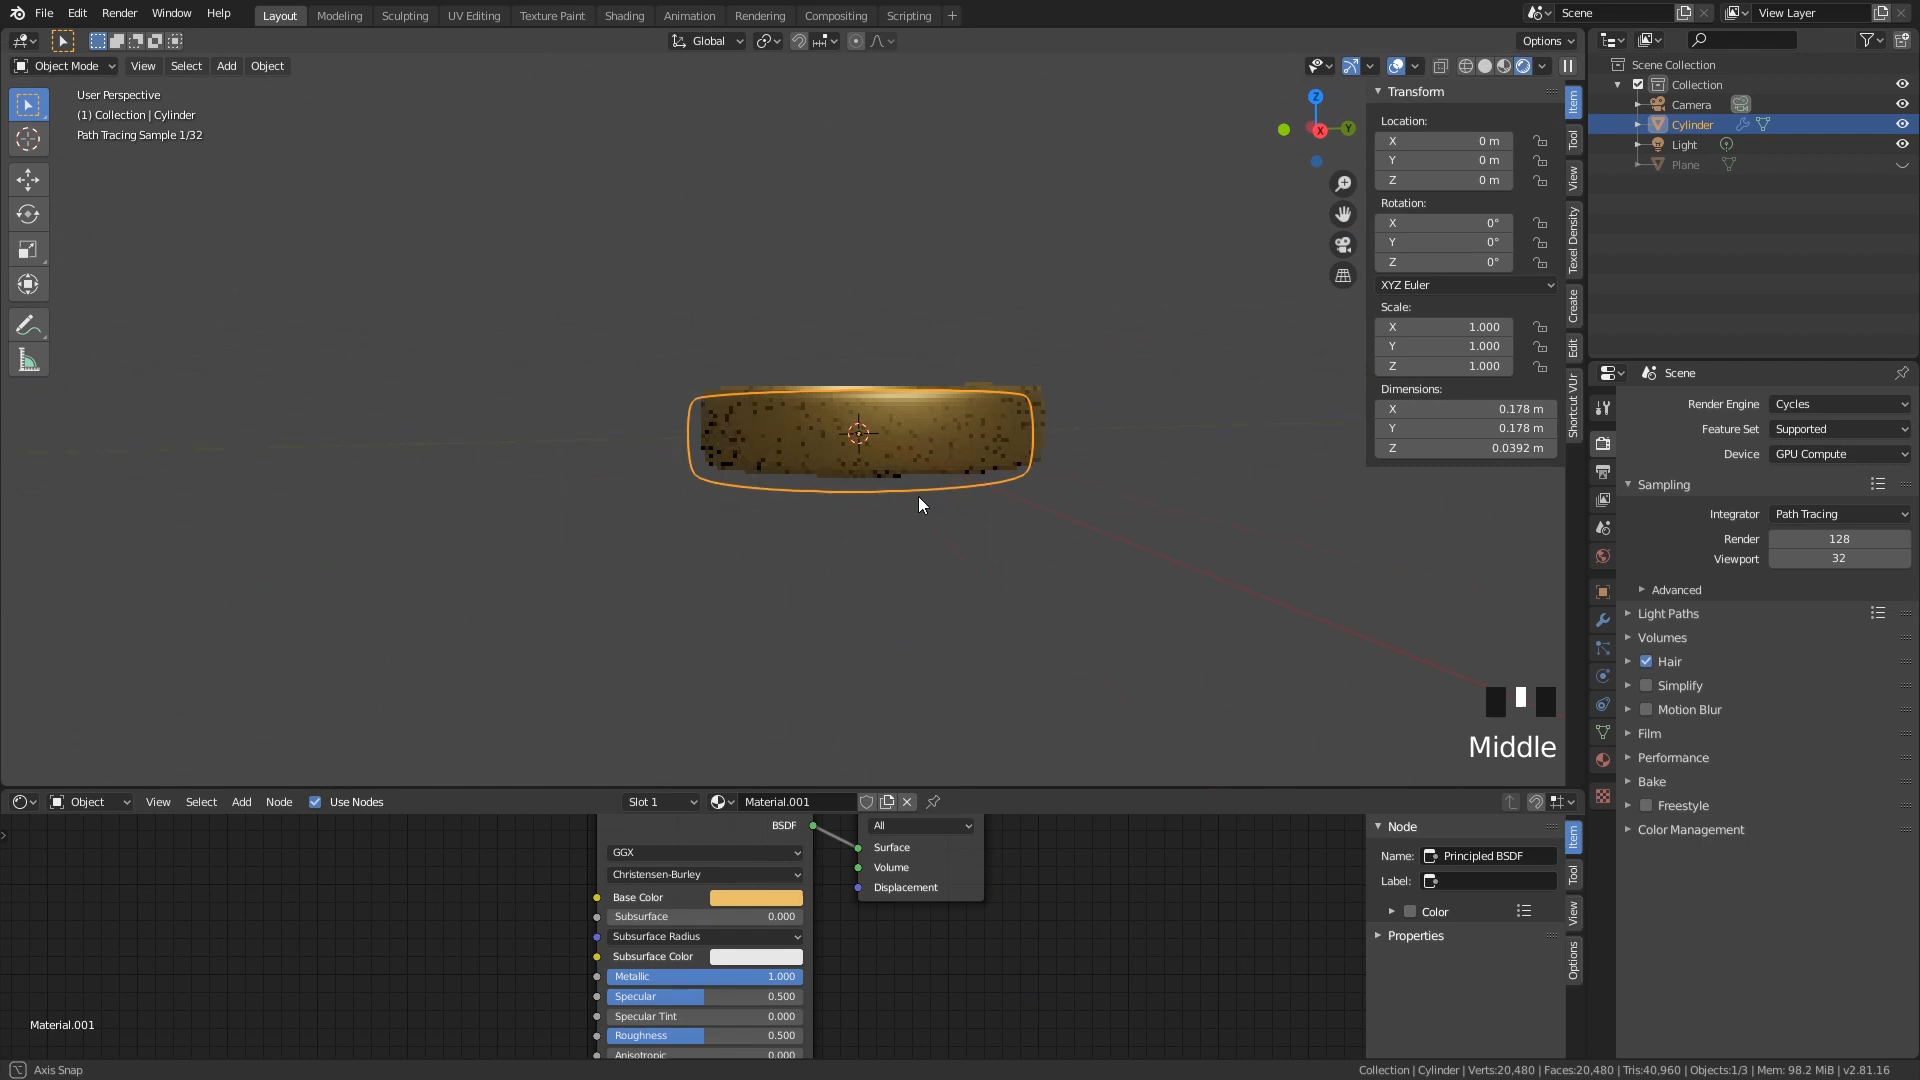 File Edit Render Window Help Layout Modeling Sculpting UV Editing Texture Paint Shading Animation Rendering Compositing Scripting + Scene View Layer
Global Options
Object Mode View Select Add Object
User Perspective
(1) Collection | Cylinder
Path Tracing Sample 1/32
Z
X
Y
Transform
Location:
X 0 m
Y 0 m
Z 0 m
Rotation:
X 0°
Y 0°
Z 0°
XYZ Euler
Scale:
X 1.000
Y 1.000
Z 1.000
Dimensions:
X 0.178 m
Y 0.178 m
Z 0.0392 m
Item
Tool
View
Texel Density
Create
Edit
Shortcut VUr
Scene Collection
Collection
Camera
Cylinder
Light
Plane
Scene
Render Engine Cycles
Feature Set Supported
Device GPU Compute
Sampling
Integrator Path Tracing
Render 128
Viewport 32
Advanced
Light Paths
Volumes
Hair
Simplify
Motion Blur
Film
Performance
Bake
Freestyle
Color Management
Middle
Object View Select Add Node Use Nodes Slot 1 Material.001
BSDF
GGX
Christensen-Burley
Base Color
Subsurface 0.000
Subsurface Radius
Subsurface Color
Metallic 1.000
Specular 0.500
Specular Tint 0.000
Roughness 0.500
Anisotropic 0.000
All
Surface
Volume
Displacement
Node
Name: Principled BSDF
Label:
Color
Properties
Item
Tool
View
Options
Material.001
Axis Snap
Collection | Cylinder | Verts:20,480 | Faces:20,480 | Tris:40,960 | Objects:1/3 | Mem: 98.2 MiB | v2.81.16